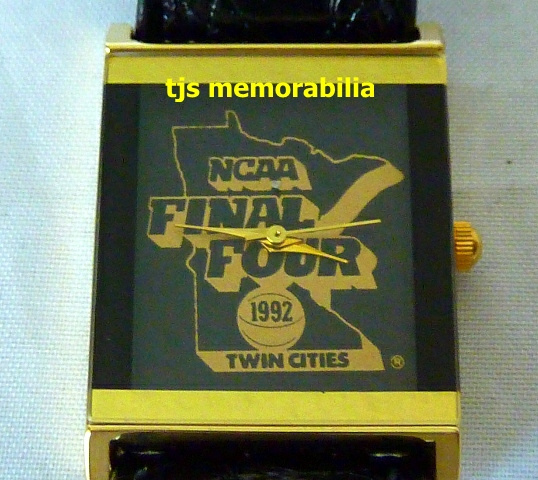 tjs memorabilia
NCAA
FINAL
FOUR
1992
TWIN CITIES ®